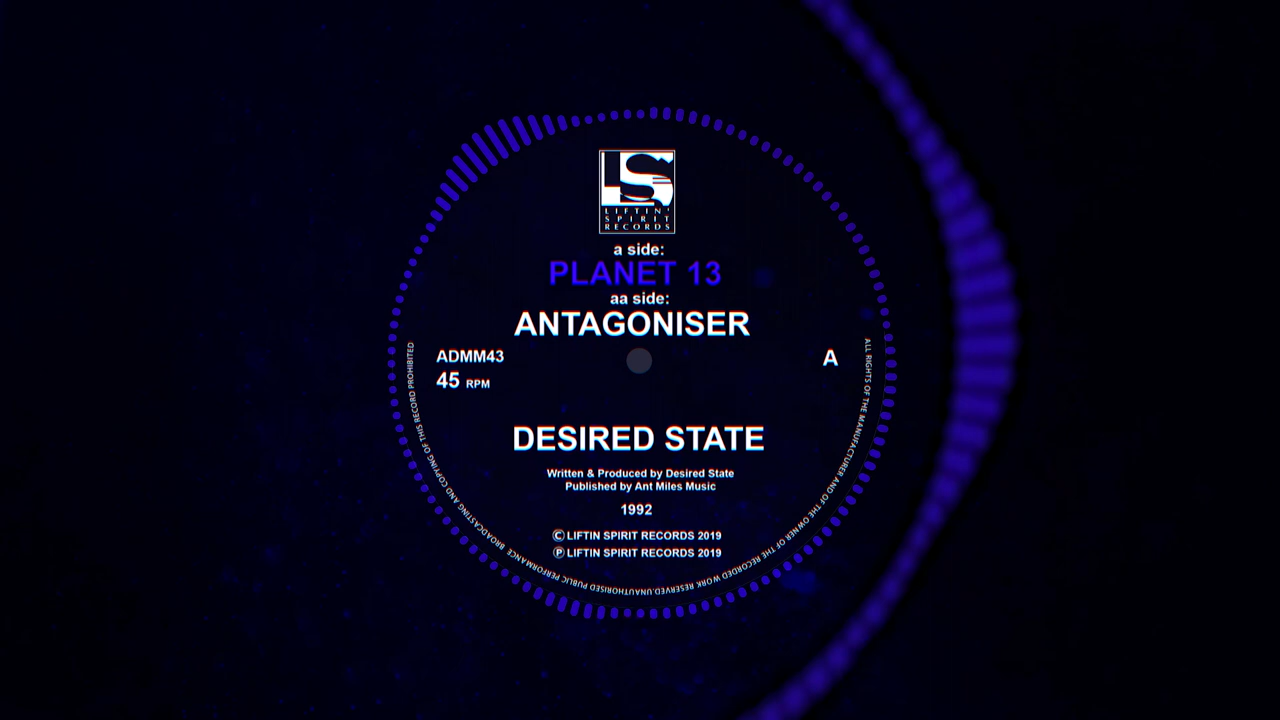 LS
LIFTIN'
SPIRIT
RECORDS
a side:
PLANET 13
aa side:
ANTAGONISER
ADMM43
A
45 RPM
DESIRED STATE
Written & Produced by Desired State
Published by Ant Miles Music
1992
Ⓒ LIFTIN SPIRIT RECORDS 2019
Ⓟ LIFTIN SPIRIT RECORDS 2019
ALL RIGHTS OF THE MANUFACTURER AND OF THE OWNER OF THE RECORDED WORK RESERVED.UNAUTHORISED PUBLIC PERFORMANCE BROADCASTING AND COPYING OF THIS RECORD PROHIBITED